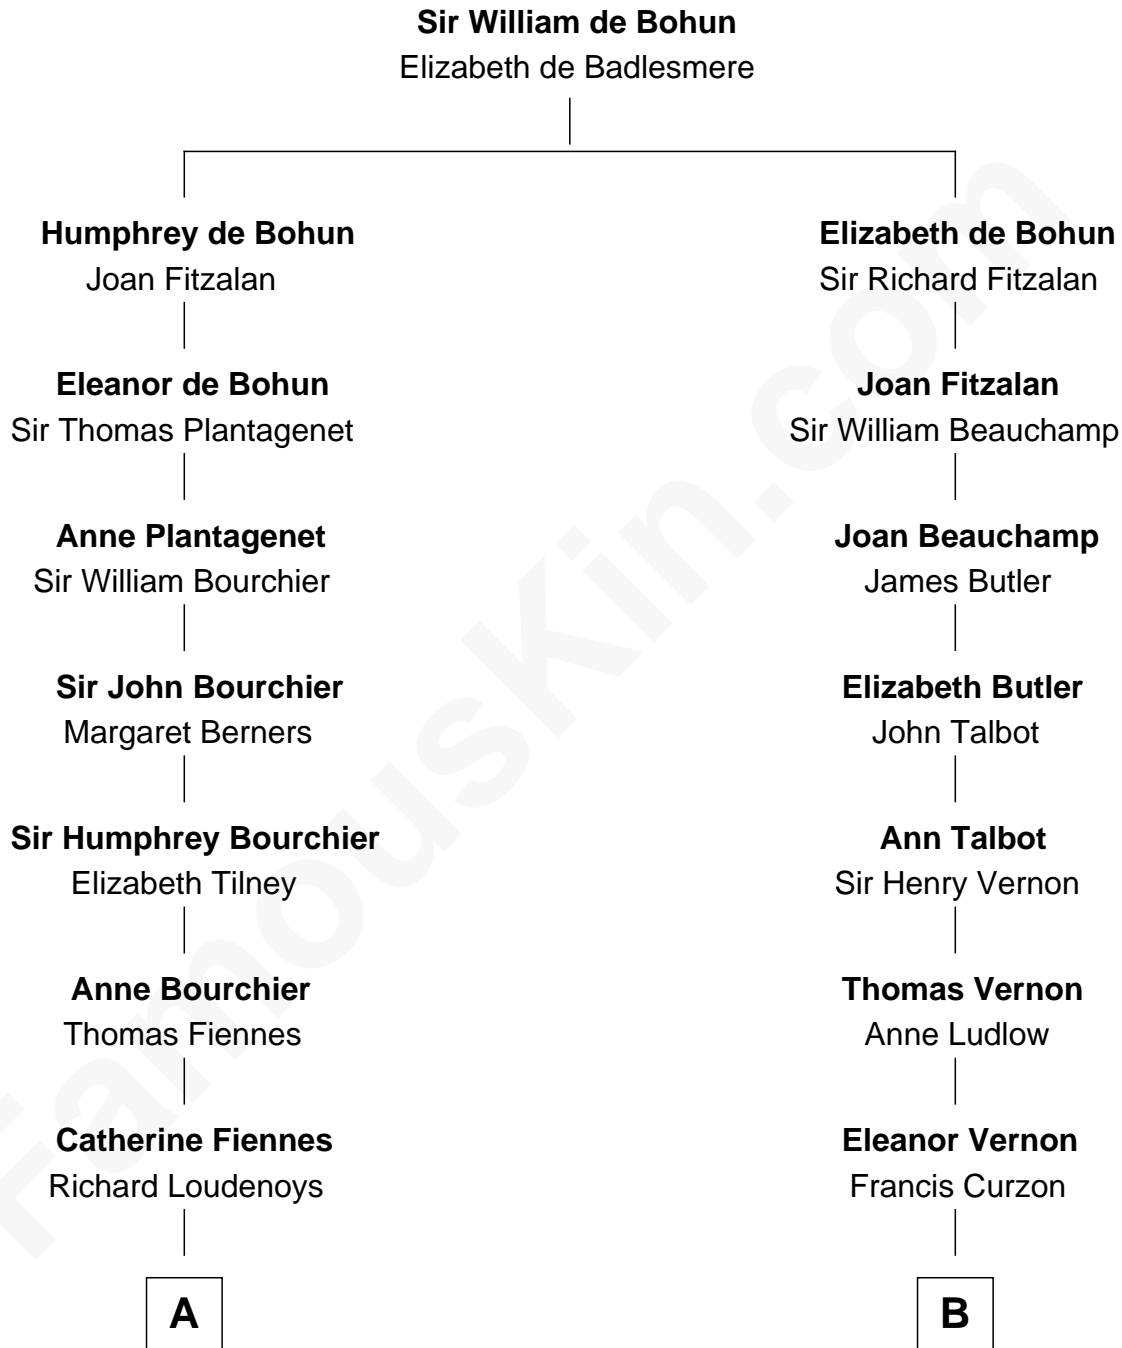 Sir William de Bohun
Elizabeth de Badlesmere
Humphrey de Bohun
Joan Fitzalan
Eleanor de Bohun
Sir Thomas Plantagenet
Anne Plantagenet
Sir William Bourchier
Sir John Bourchier
Margaret Berners
Sir Humphrey Bourchier
Elizabeth Tilney
Anne Bourchier
Thomas Fiennes
Catherine Fiennes
Richard Loudenoys
A
Elizabeth de Bohun
Sir Richard Fitzalan
Joan Fitzalan
Sir William Beauchamp
Joan Beauchamp
James Butler
Elizabeth Butler
John Talbot
Ann Talbot
Sir Henry Vernon
Thomas Vernon
Anne Ludlow
Eleanor Vernon
Francis Curzon
B
FamousKin.com